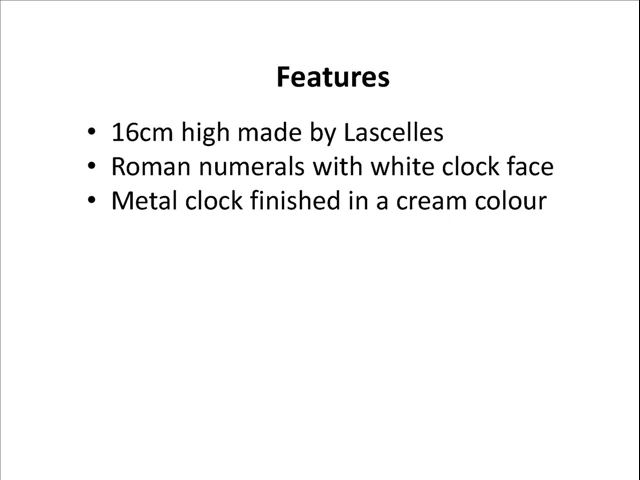 Features
• 16cm high made by Lascelles
• Roman numerals with white clock face
• Metal clock finished in a cream colour